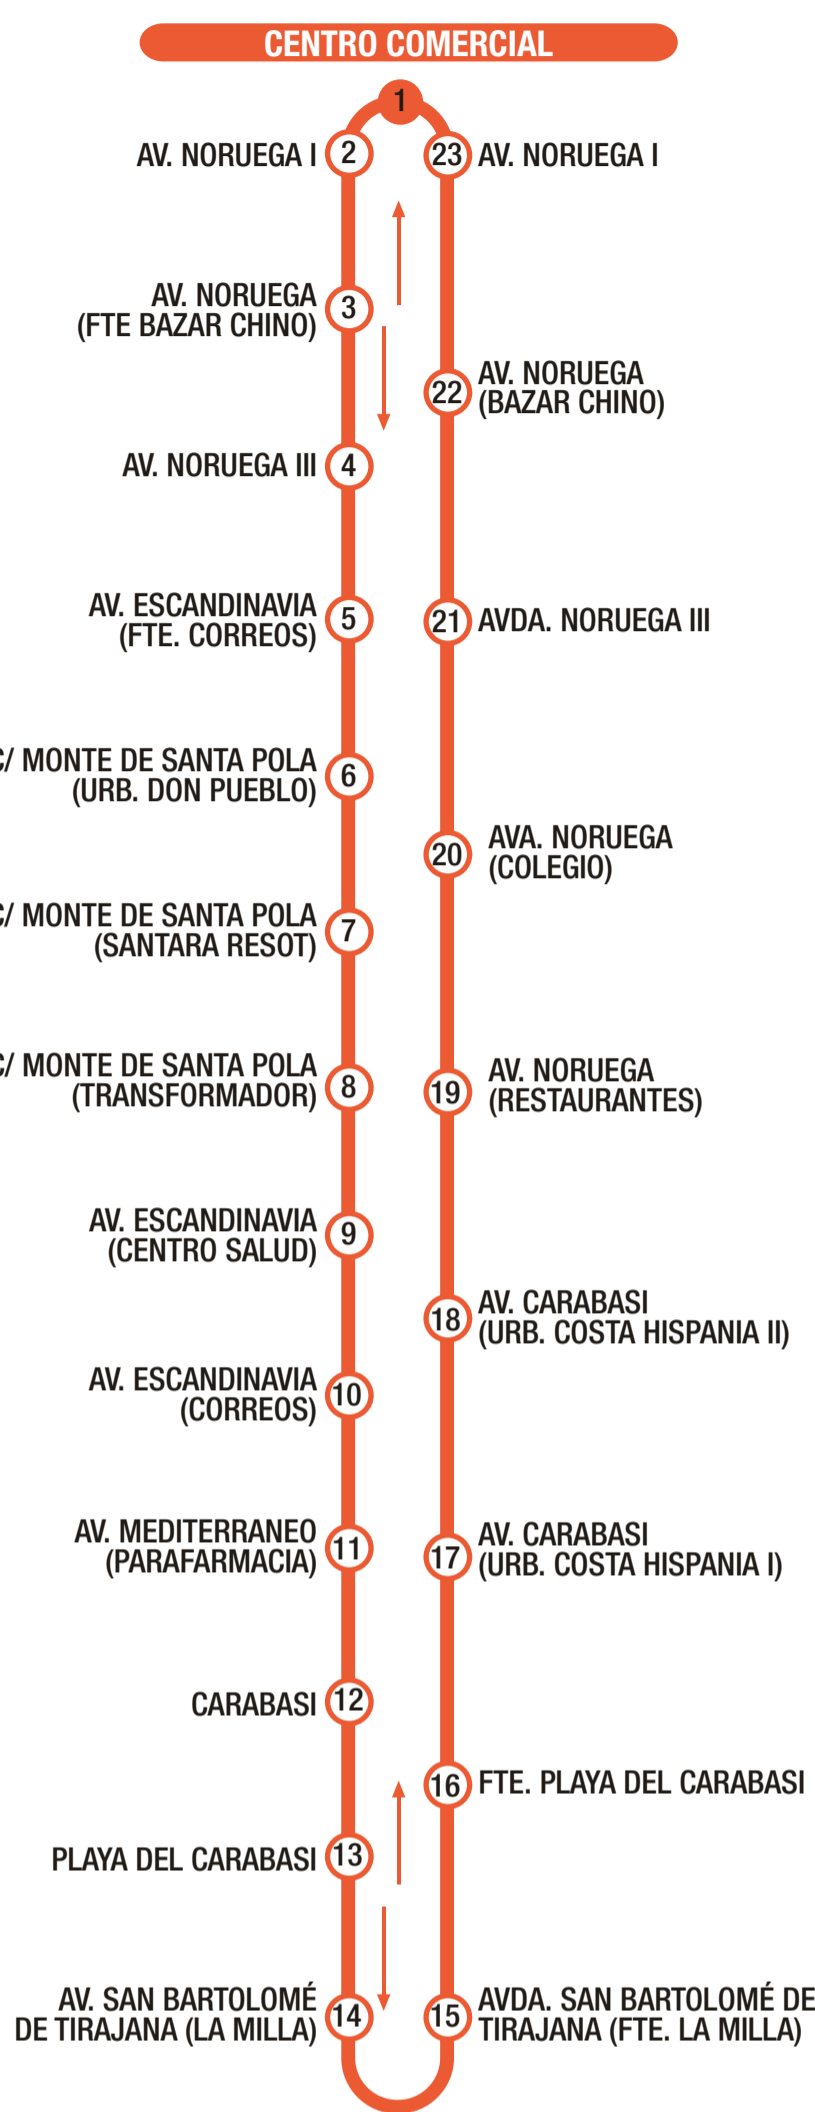 CENTRO COMERCIAL
1
AV. NORUEGA I
2
23
AV. NORUEGA I
AV. NORUEGA
(FTE BAZAR CHINO)
3
22
AV. NORUEGA
(BAZAR CHINO)
AV. NORUEGA III
4
AV. ESCANDINAVIA
(FTE. CORREOS)
5
21
AVDA. NORUEGA III
C/ MONTE DE SANTA POLA
(URB. DON PUEBLO)
6
20
AVA. NORUEGA
(COLEGIO)
C/ MONTE DE SANTA POLA
(SANTARA RESOT)
7
C/ MONTE DE SANTA POLA
(TRANSFORMADOR)
8
19
AV. NORUEGA
(RESTAURANTES)
AV. ESCANDINAVIA
(CENTRO SALUD)
9
18
AV. CARABASI
(URB. COSTA HISPANIA II)
AV. ESCANDINAVIA
(CORREOS)
10
AV. MEDITERRANEO
(PARAFARMACIA)
11
17
AV. CARABASI
(URB. COSTA HISPANIA I)
CARABASI
12
16
FTE. PLAYA DEL CARABASI
PLAYA DEL CARABASI
13
AV. SAN BARTOLOMÉ
DE TIRAJANA (LA MILLA)
14
15
AVDA. SAN BARTOLOMÉ DE
TIRAJANA (FTE. LA MILLA)